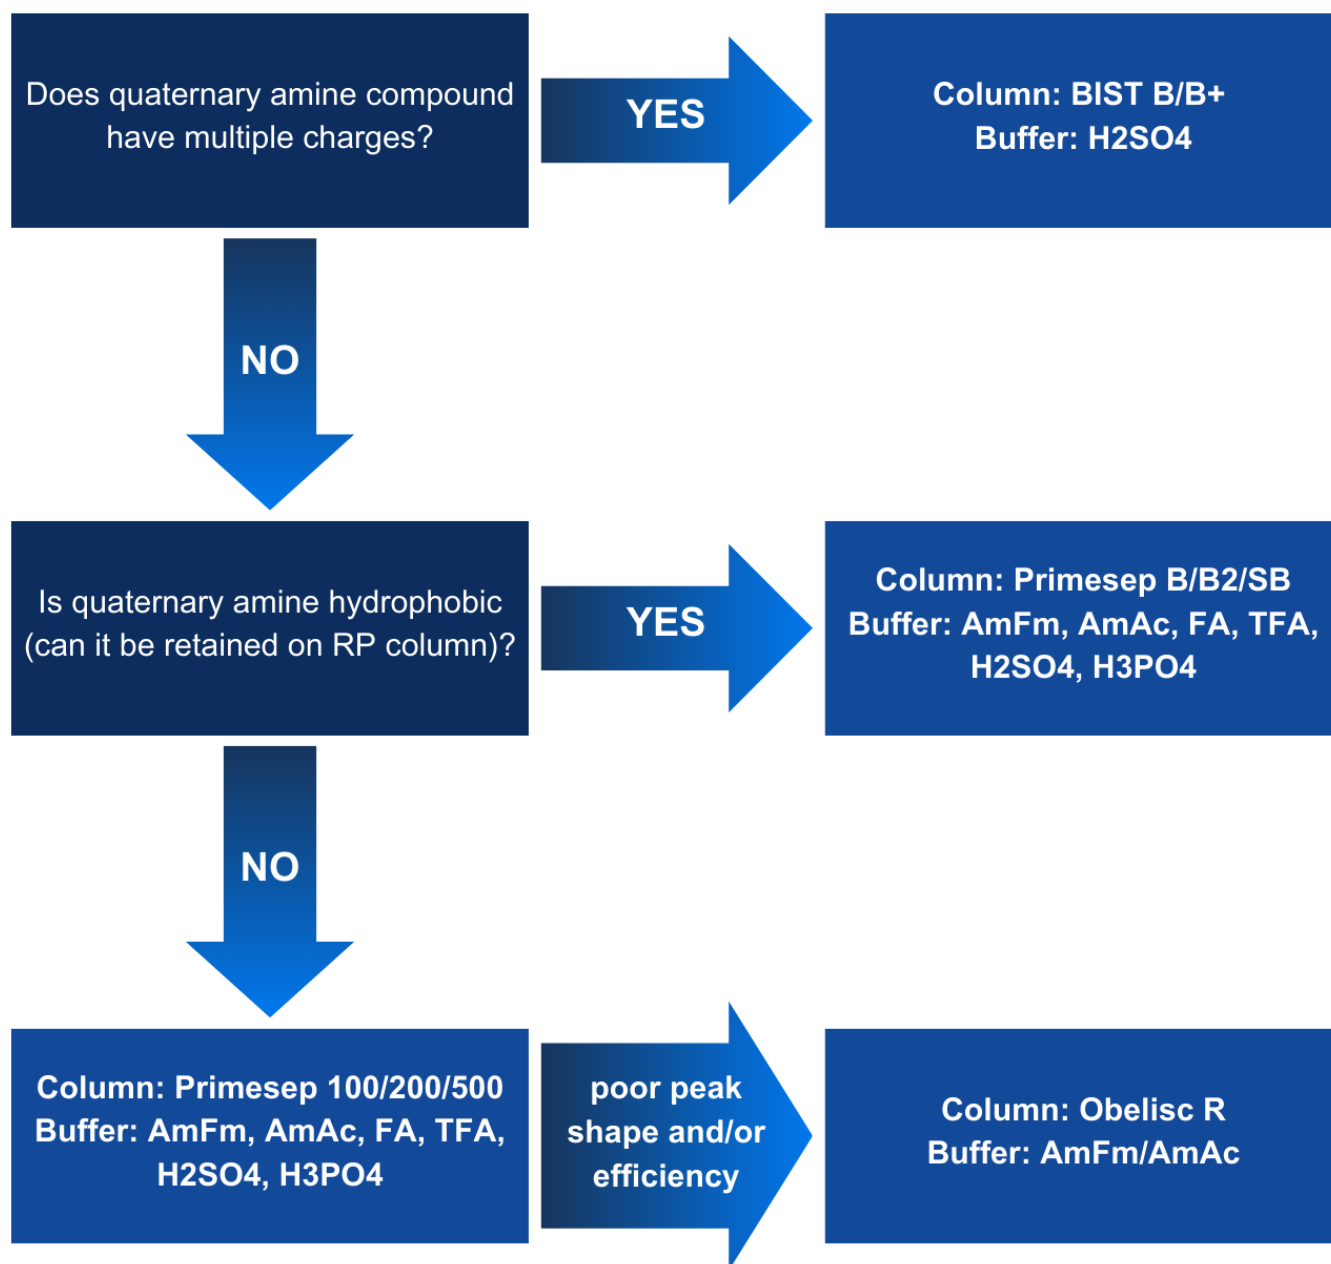 Does quaternary amine compound
have multiple charges?
YES
Column: BIST B/B+
Buffer: H2SO4
NO
Is quaternary amine hydrophobic
(can it be retained on RP column)?
YES
Column: Primesep B/B2/SB
Buffer: AmFm, AmAc, FA, TFA,
H2SO4, H3PO4
NO
Column: Primesep 100/200/500
Buffer: AmFm, AmAc, FA, TFA,
H2SO4, H3PO4
poor peak
shape and/or
efficiency
Column: Obelisc R
Buffer: AmFm/AmAc